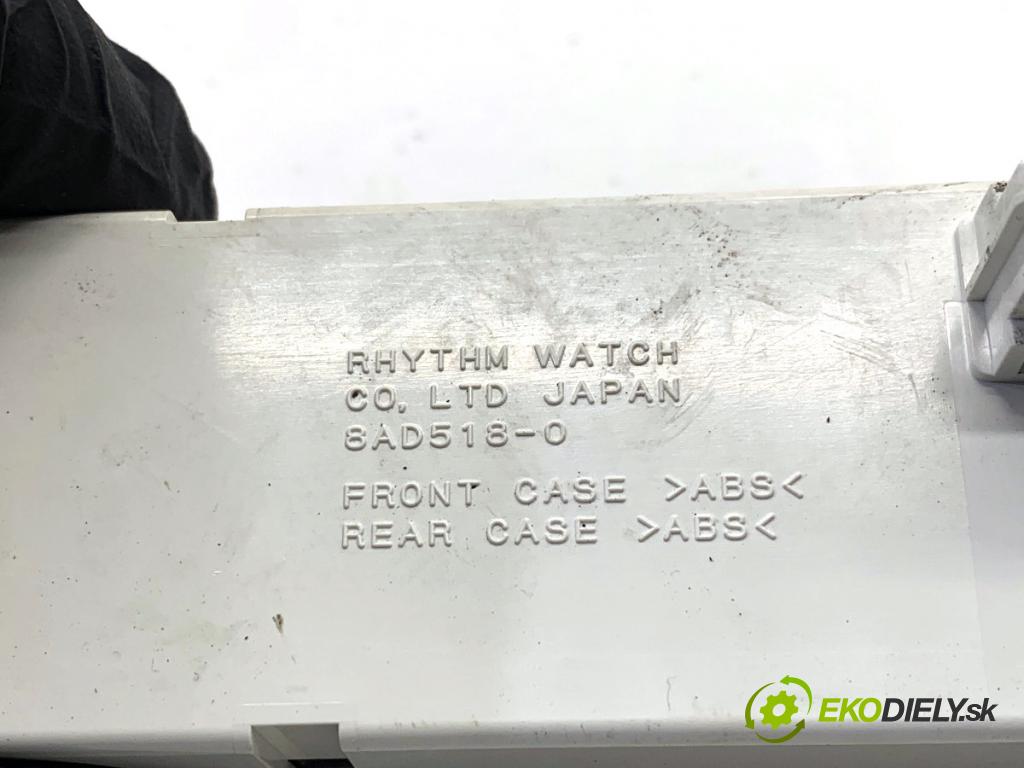 RHYTHM WATCH
CO, LTD JAPAN
8AD518-0
FRONT CASE >ABS<
REAR CASE >ABS<
EKODIELY.sk